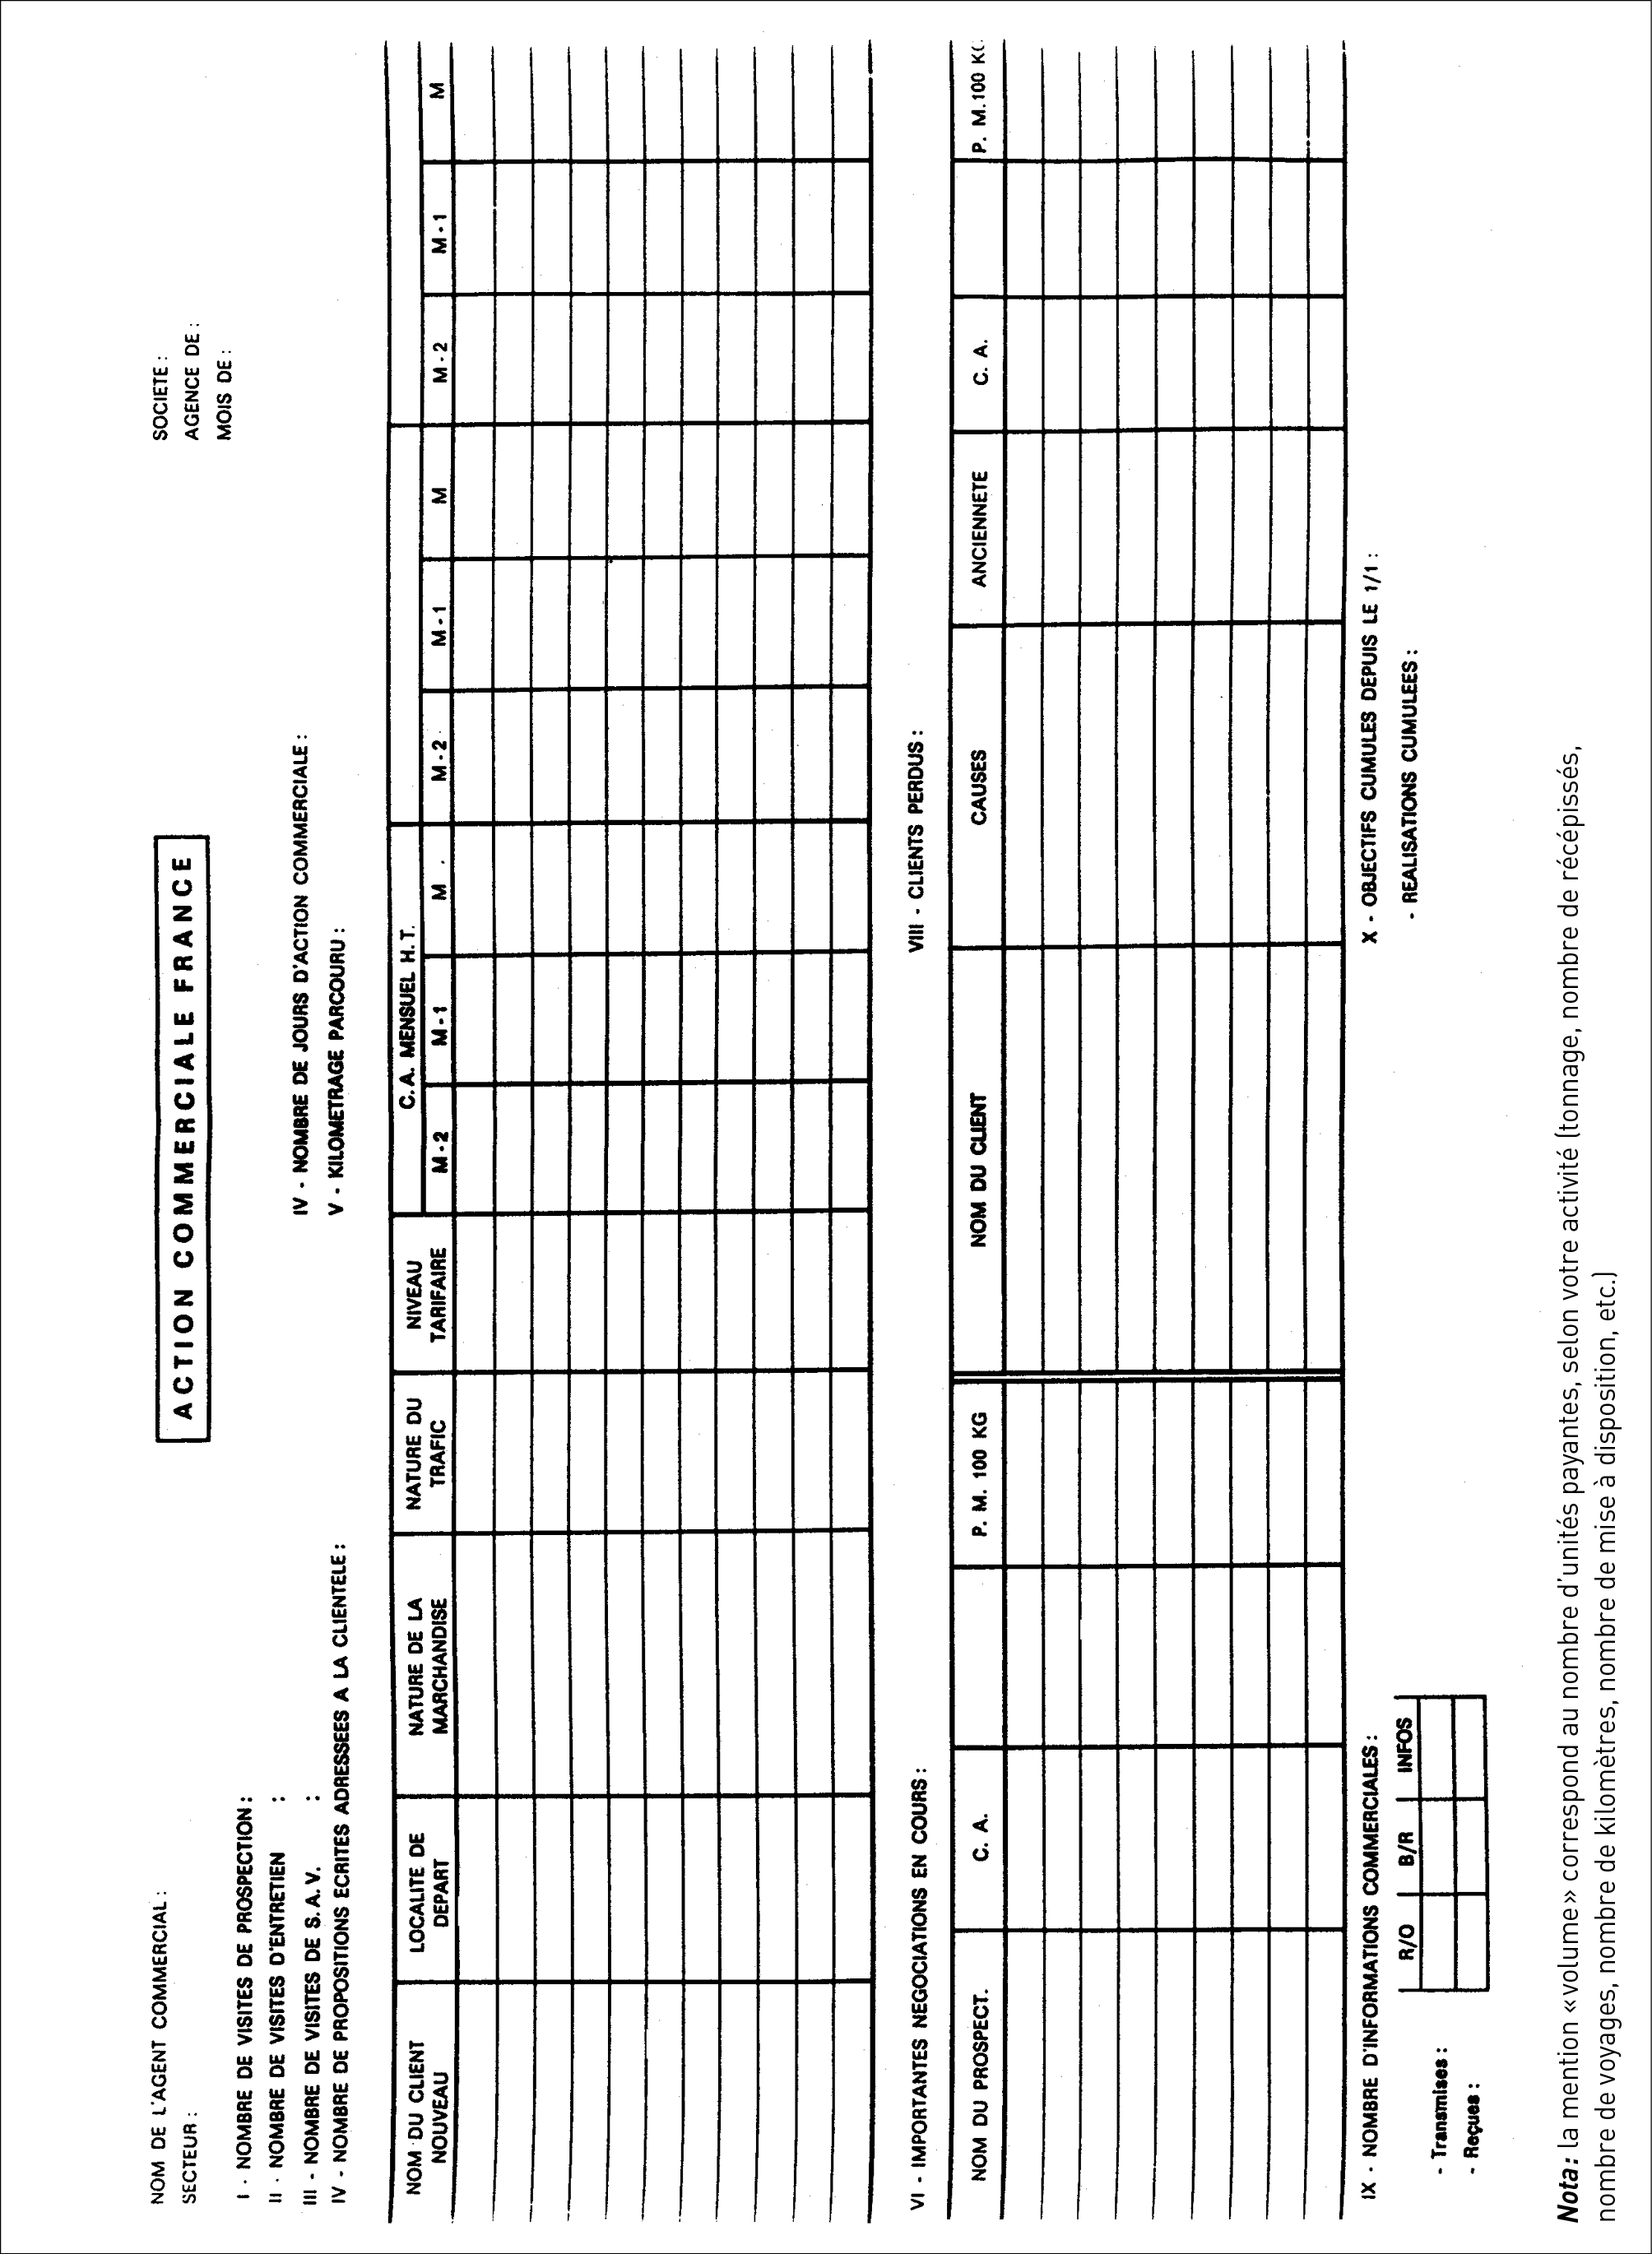 ACTION COMMERCIALE FRANCE
NOM DE L'AGENT COMMERCIAL :
SECTEUR :
SOCIETE :
AGENCE DE :
MOIS DE :
I - NOMBRE DE VISITES DE PROSPECTION :
II - NOMBRE DE VISITES D'ENTRETIEN :
III - NOMBRE DE VISITES DE S. A. V. :
IV - NOMBRE DE PROPOSITIONS ECRITES ADRESSEES A LA CLIENTELE :
IV - NOMBRE DE JOURS D'ACTION COMMERCIALE :
V - KILOMETRAGE PARCOURU :
NOM DU CLIENT
NOUVEAU
LOCALITE DE
DEPART
NATURE DE LA
MARCHANDISE
NATURE DU
TRAFIC
NIVEAU
TARIFAIRE
C. A. MENSUEL H. T.
M - 2 M - 1 M M - 2 M - 1 M M - 2 M - 1 M
VI - IMPORTANTES NEGOCIATIONS EN COURS :
VIII - CLIENTS PERDUS :
NOM DU PROSPECT. C. A. P. M. 100 KG NOM DU CLIENT CAUSES ANCIENNETE C. A. P. M. 100 KG
IX - NOMBRE D'INFORMATIONS COMMERCIALES :
R/O B/R INFOS
- Transmises :
- Reçues :
X - OBJECTIFS CUMULES DEPUIS LE 1/1 :
- REALISATIONS CUMULEES :
Nota : la mention «volume» correspond au nombre d'unités payantes, selon votre activité (tonnage, nombre de récépissés,
nombre de voyages, nombre de kilomètres, nombre de mise à disposition, etc.)